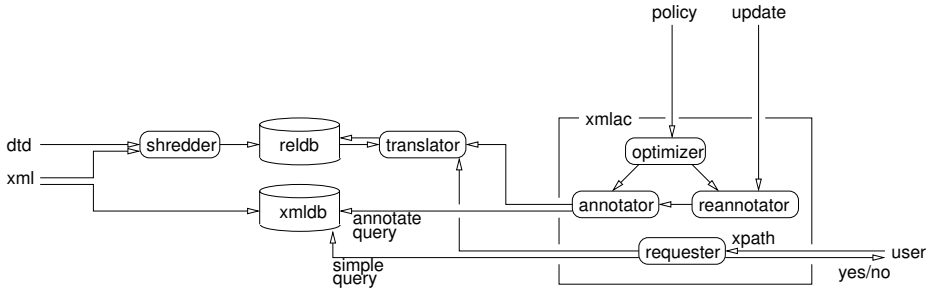 policy
update
xmlac
dtd
shredder
reldb
translator
optimizer
xml
xmldb
annotate
query
annotator
reannotator
simple
query
requester
xpath
user
yes/no